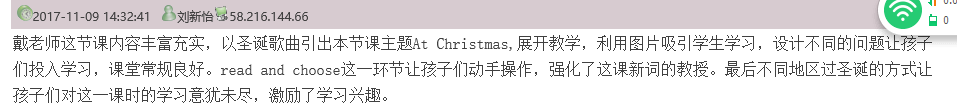 2017-11-09 14:32:41 刘新怡 58.216.144.66
戴老师这节课内容丰富充实，以圣诞歌曲引出本节课主题At Christmas,展开教学，利用图片吸引学生学习，设计不同的问题让孩子
们投入学习，课堂常规良好。read and choose这一环节让孩子们动手操作，强化了这课新词的教授。最后不同地区过圣诞的方式让
孩子们对这一课时的学习意犹未尽，激励了学习兴趣。